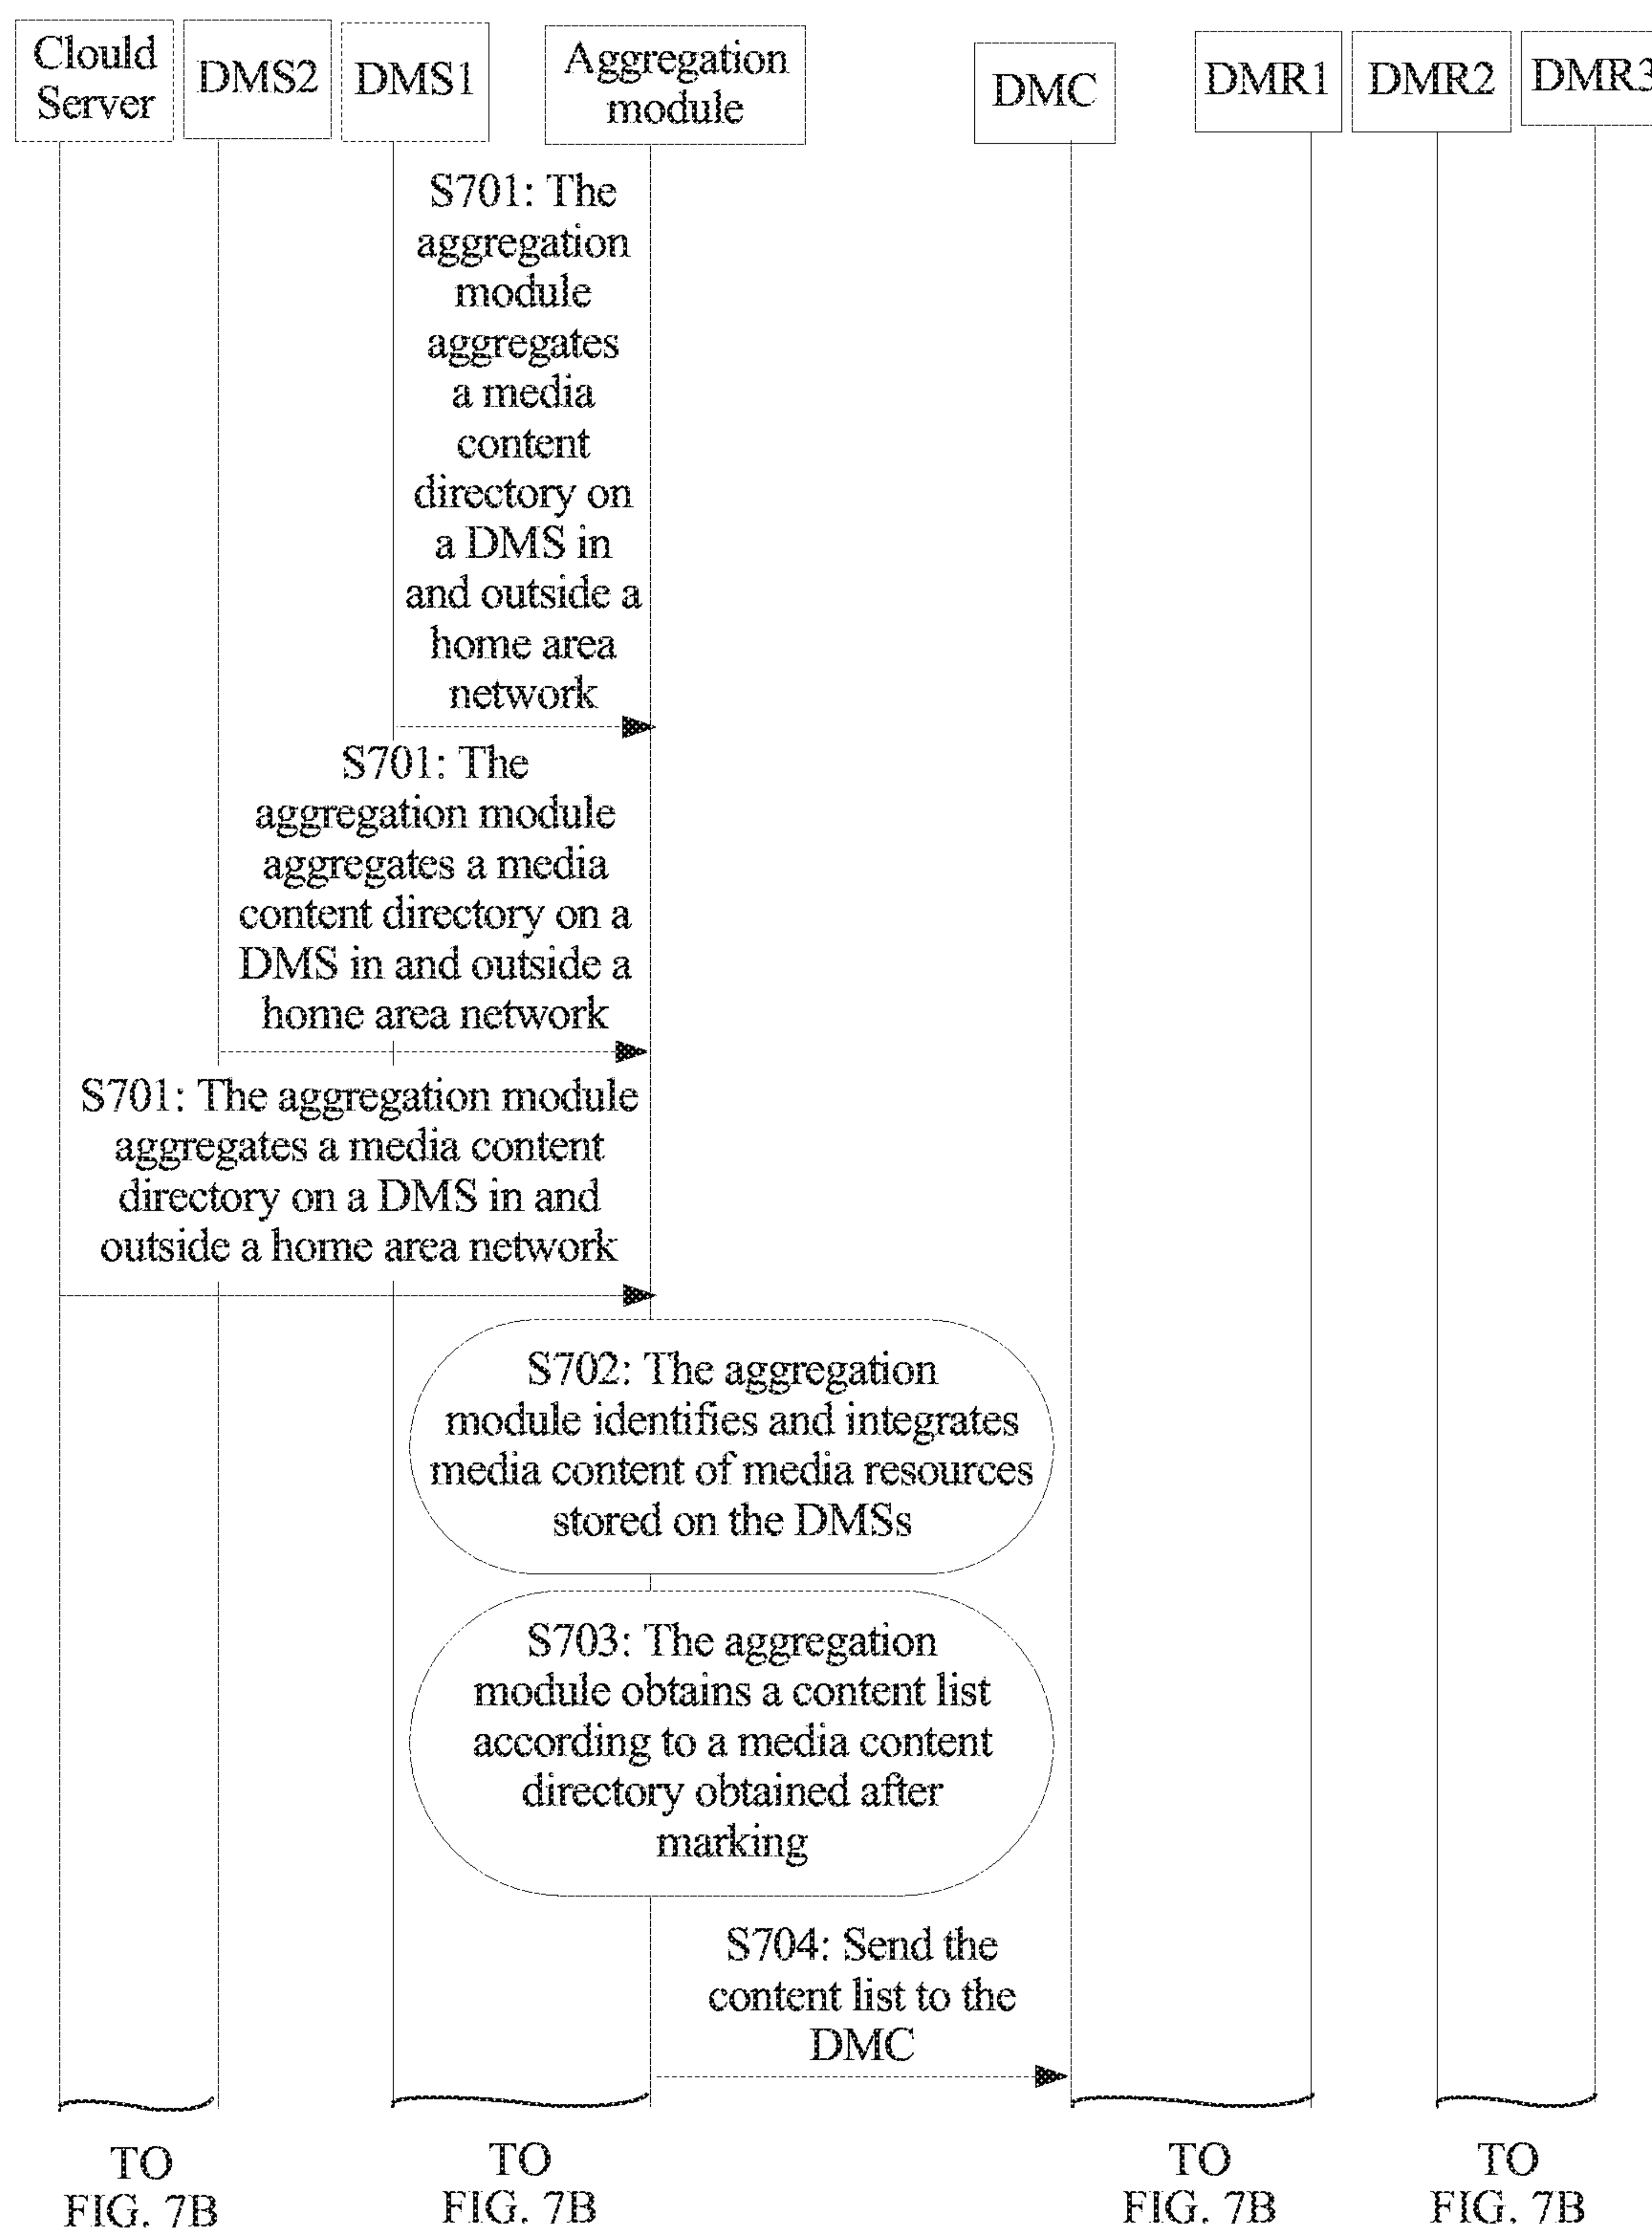 Clould
Server
DMS2
DMS1
Aggregation
module
DMC
DMR1
DMR2
DMR3
S701: The
aggregation
module
aggregates
a media
content
directory on
a DMS in
and outside a
home area
network
S701: The
aggregation module
aggregates a media
content directory on a
DMS in and outside a
home area network
S701: The aggregation module
aggregates a media content
directory on a DMS in and
outside a home area network
S702: The aggregation
module identifies and integrates
media content of media resources
stored on the DMSs
S703: The aggregation
module obtains a content list
according to a media content
directory obtained after
marking
S704: Send the
content list to the
DMC
TO
FIG. 7B
TO
FIG. 7B
TO
FIG. 7B
TO
FIG. 7B